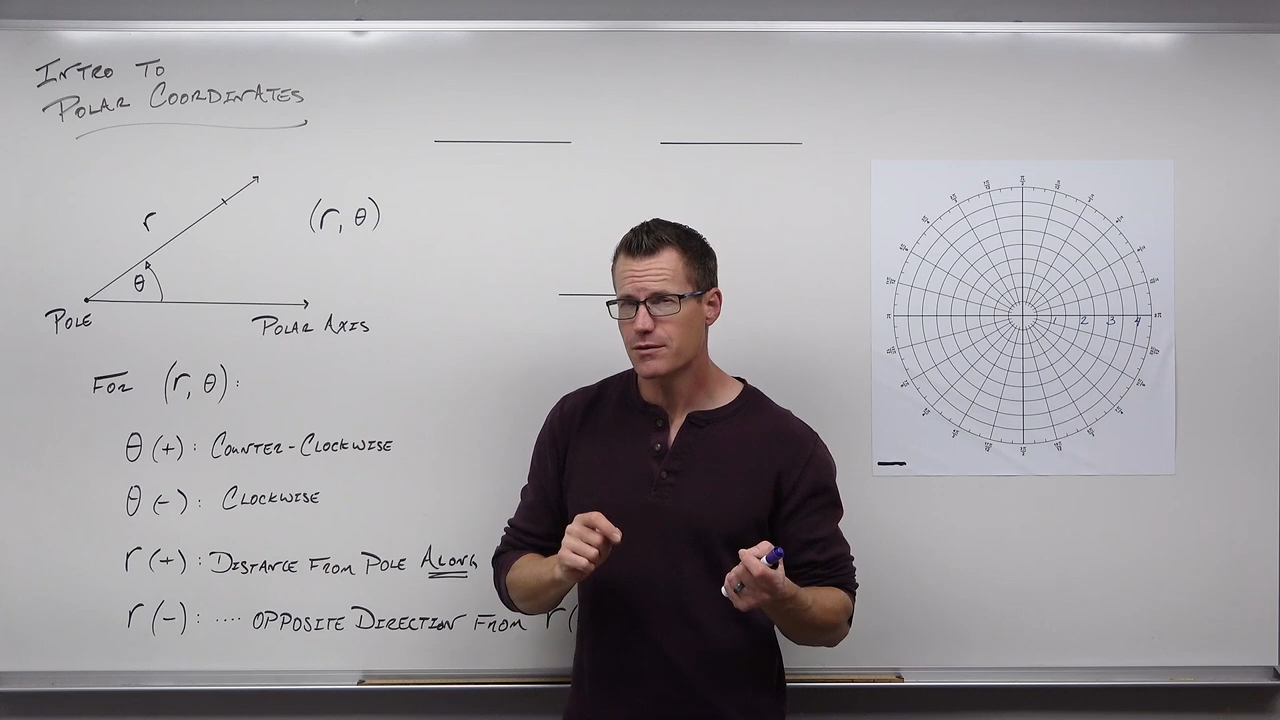 INTRO TO
POLAR COORDINATES
r
(r, θ)
θ
POLE
POLAR AXIS
FOR (r, θ):
θ (+): COUNTER-CLOCKWISE
θ (-): CLOCKWISE
r (+): DISTANCE FROM POLE ALONG
r (-): .... OPPOSITE DIRECTION FROM r (
π
1 2 3 4
2π